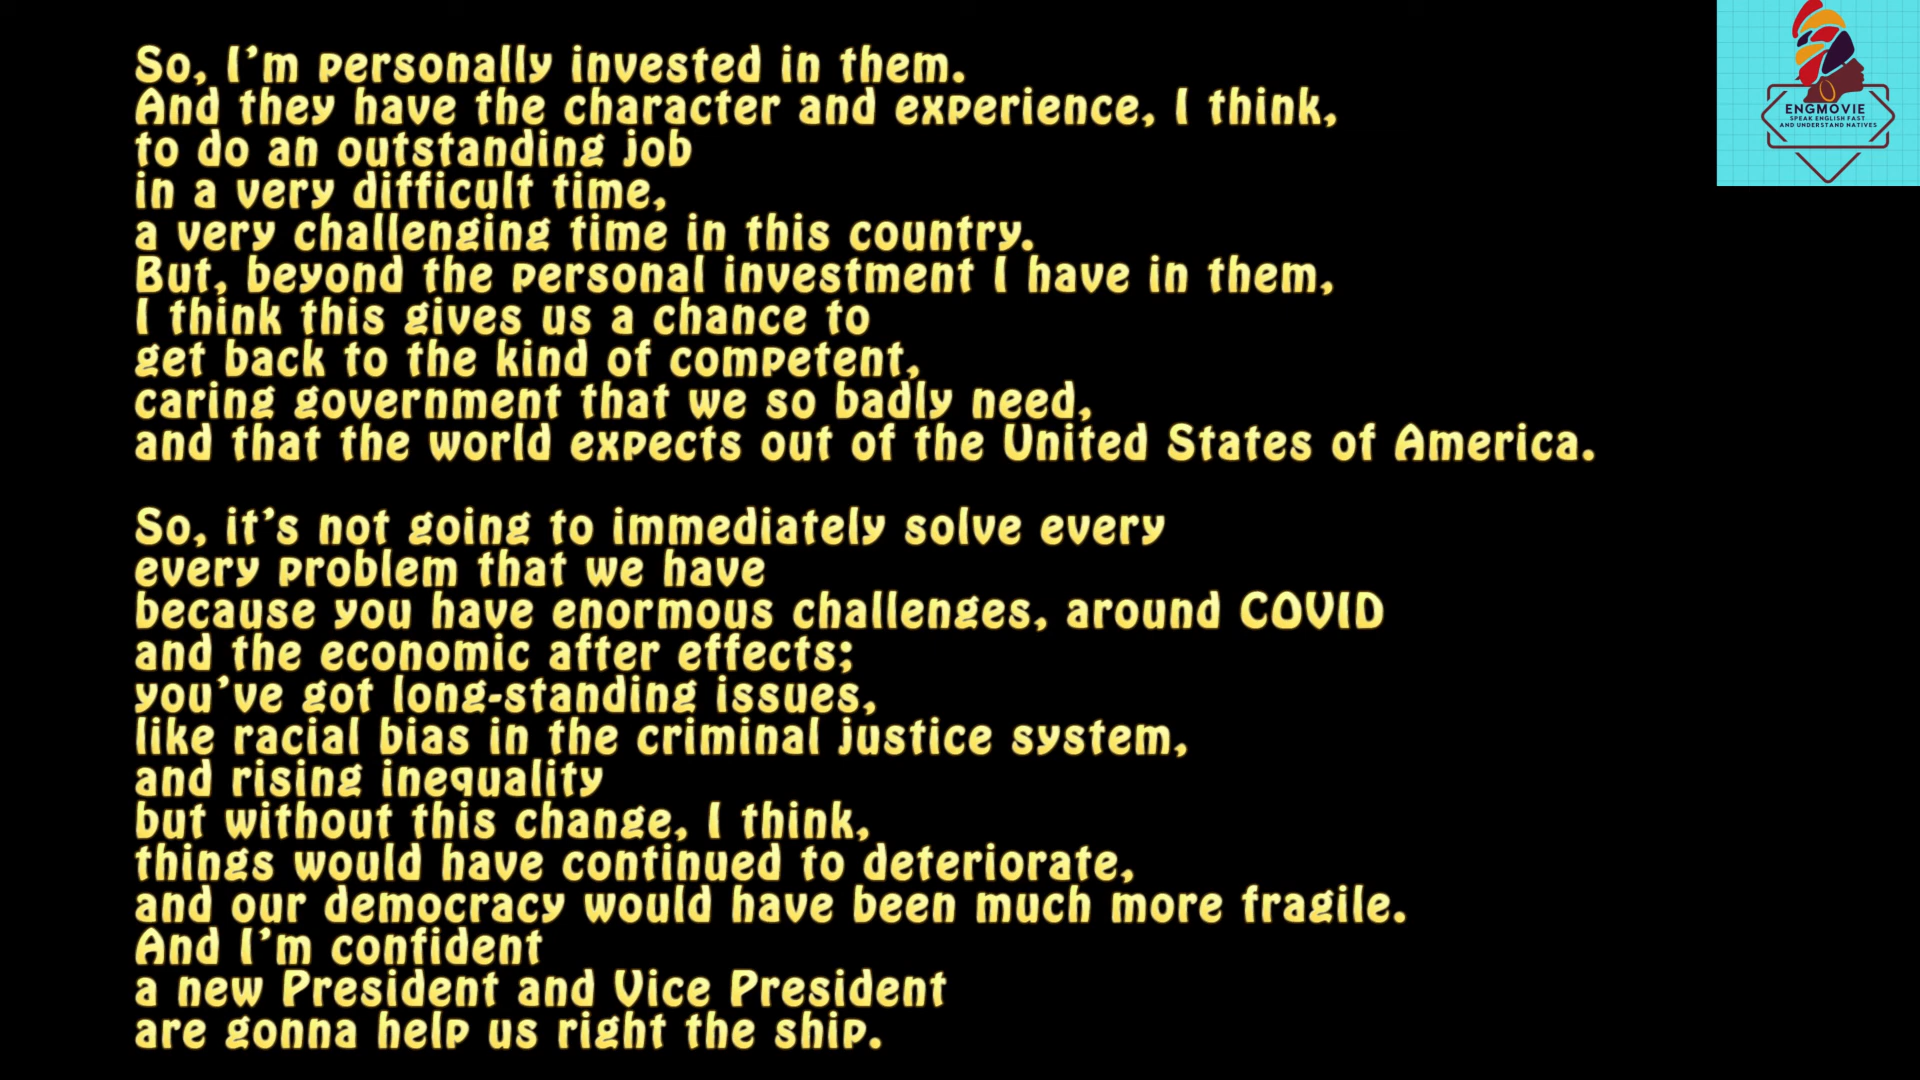 So, I'm personally invested in them.
And they have the character and experience, I think,
to do an outstanding job
in a very difficult time,
a very challenging time in this country.
But, beyond the personal investment I have in them,
I think this gives us a chance to
get back to the kind of competent,
caring government that we so badly need,
and that the world expects out of the United States of America.
So, it's not going to immediately solve every
every problem that we have
because you have enormous challenges, around COVID
and the economic after effects;
you've got long-standing issues,
like racial bias in the criminal justice system,
and rising inequality
but without this change, I think,
things would have continued to deteriorate,
and our democracy would have been much more fragile.
And I'm confident
a new President and Vice President
are gonna help us right the ship.
ENGMOVIE
SPEAK ENGLISH FAST
AND UNDERSTAND NATIVES